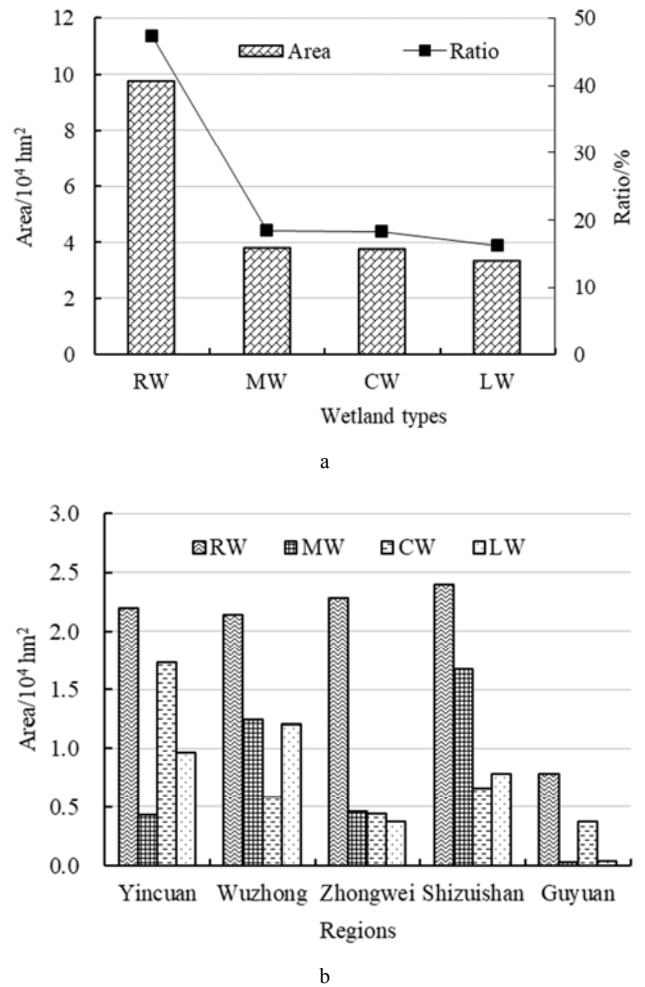 12
10
8
6
4
2
0
Area/10⁴ hm²
Area
Ratio
50
40
30
20
10
0
Ratio/%
RW MW CW LW
Wetland types
a
3.0
2.5
2.0
1.5
1.0
0.5
0.0
Area/10⁴ hm²
RW MW CW LW
Yincuan Wuzhong Zhongwei Shizuishan Guyuan
Regions
b